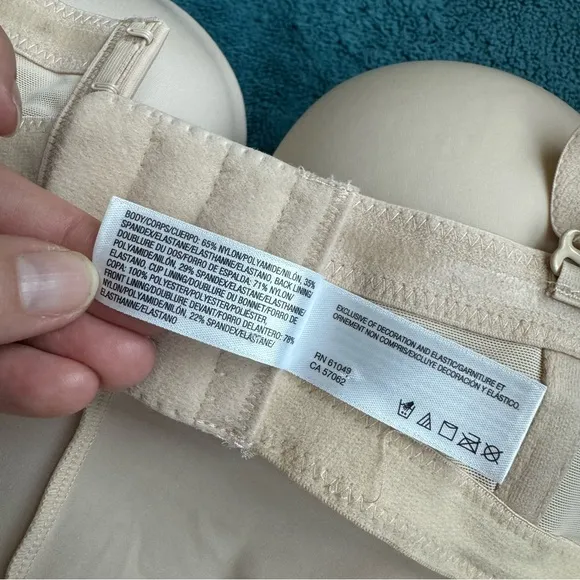 BODY/CORPS/CUERPO: 65% NYLON/POLYAMIDE/NILÓN, 35%
SPANDEX/ELASTANE/ELASTHANNE/ELASTANO, BACK LINING/
DOUBLURE DU DOS/FORRO DE ESPALDA: 71% NYLON/
POLYAMIDE/NILÓN, 29% SPANDEX/ELASTANE/ELASTHANNE/
ELASTANO, CUP LINING/DOUBLURE DU BONNET/FORRO DE
COPA: 100% POLYESTER/POLYESTER/POLIÉSTER
FRONT LINING/DOUBLURE DEVANT/FORRO DELANTERO: 78%
NYLON/POLYAMIDE/NILÓN, 22% SPANDEX/ELASTANE/
ELASTHANNE/ELASTANO
EXCLUSIVE OF DECORATION AND ELASTIC/GARNITURE ET
ORNEMENT NON COMPRIS/EXCLUYE DECORACIÓN Y ELÁSTICO.
RN 61049
CA 57062